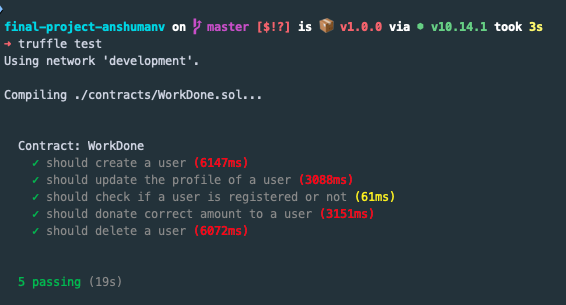 final-project-anshumanv on master [$!?] is 📦 v1.0.0 via ● v10.14.1 took 3s
➜ truffle test
Using network 'development'.
Compiling ./contracts/WorkDone.sol...
Contract: WorkDone
✓ should create a user (6147ms)
✓ should update the profile of a user (3088ms)
✓ should check if a user is registered or not (61ms)
✓ should donate correct amount to a user (3151ms)
✓ should delete a user (6072ms)
5 passing (19s)